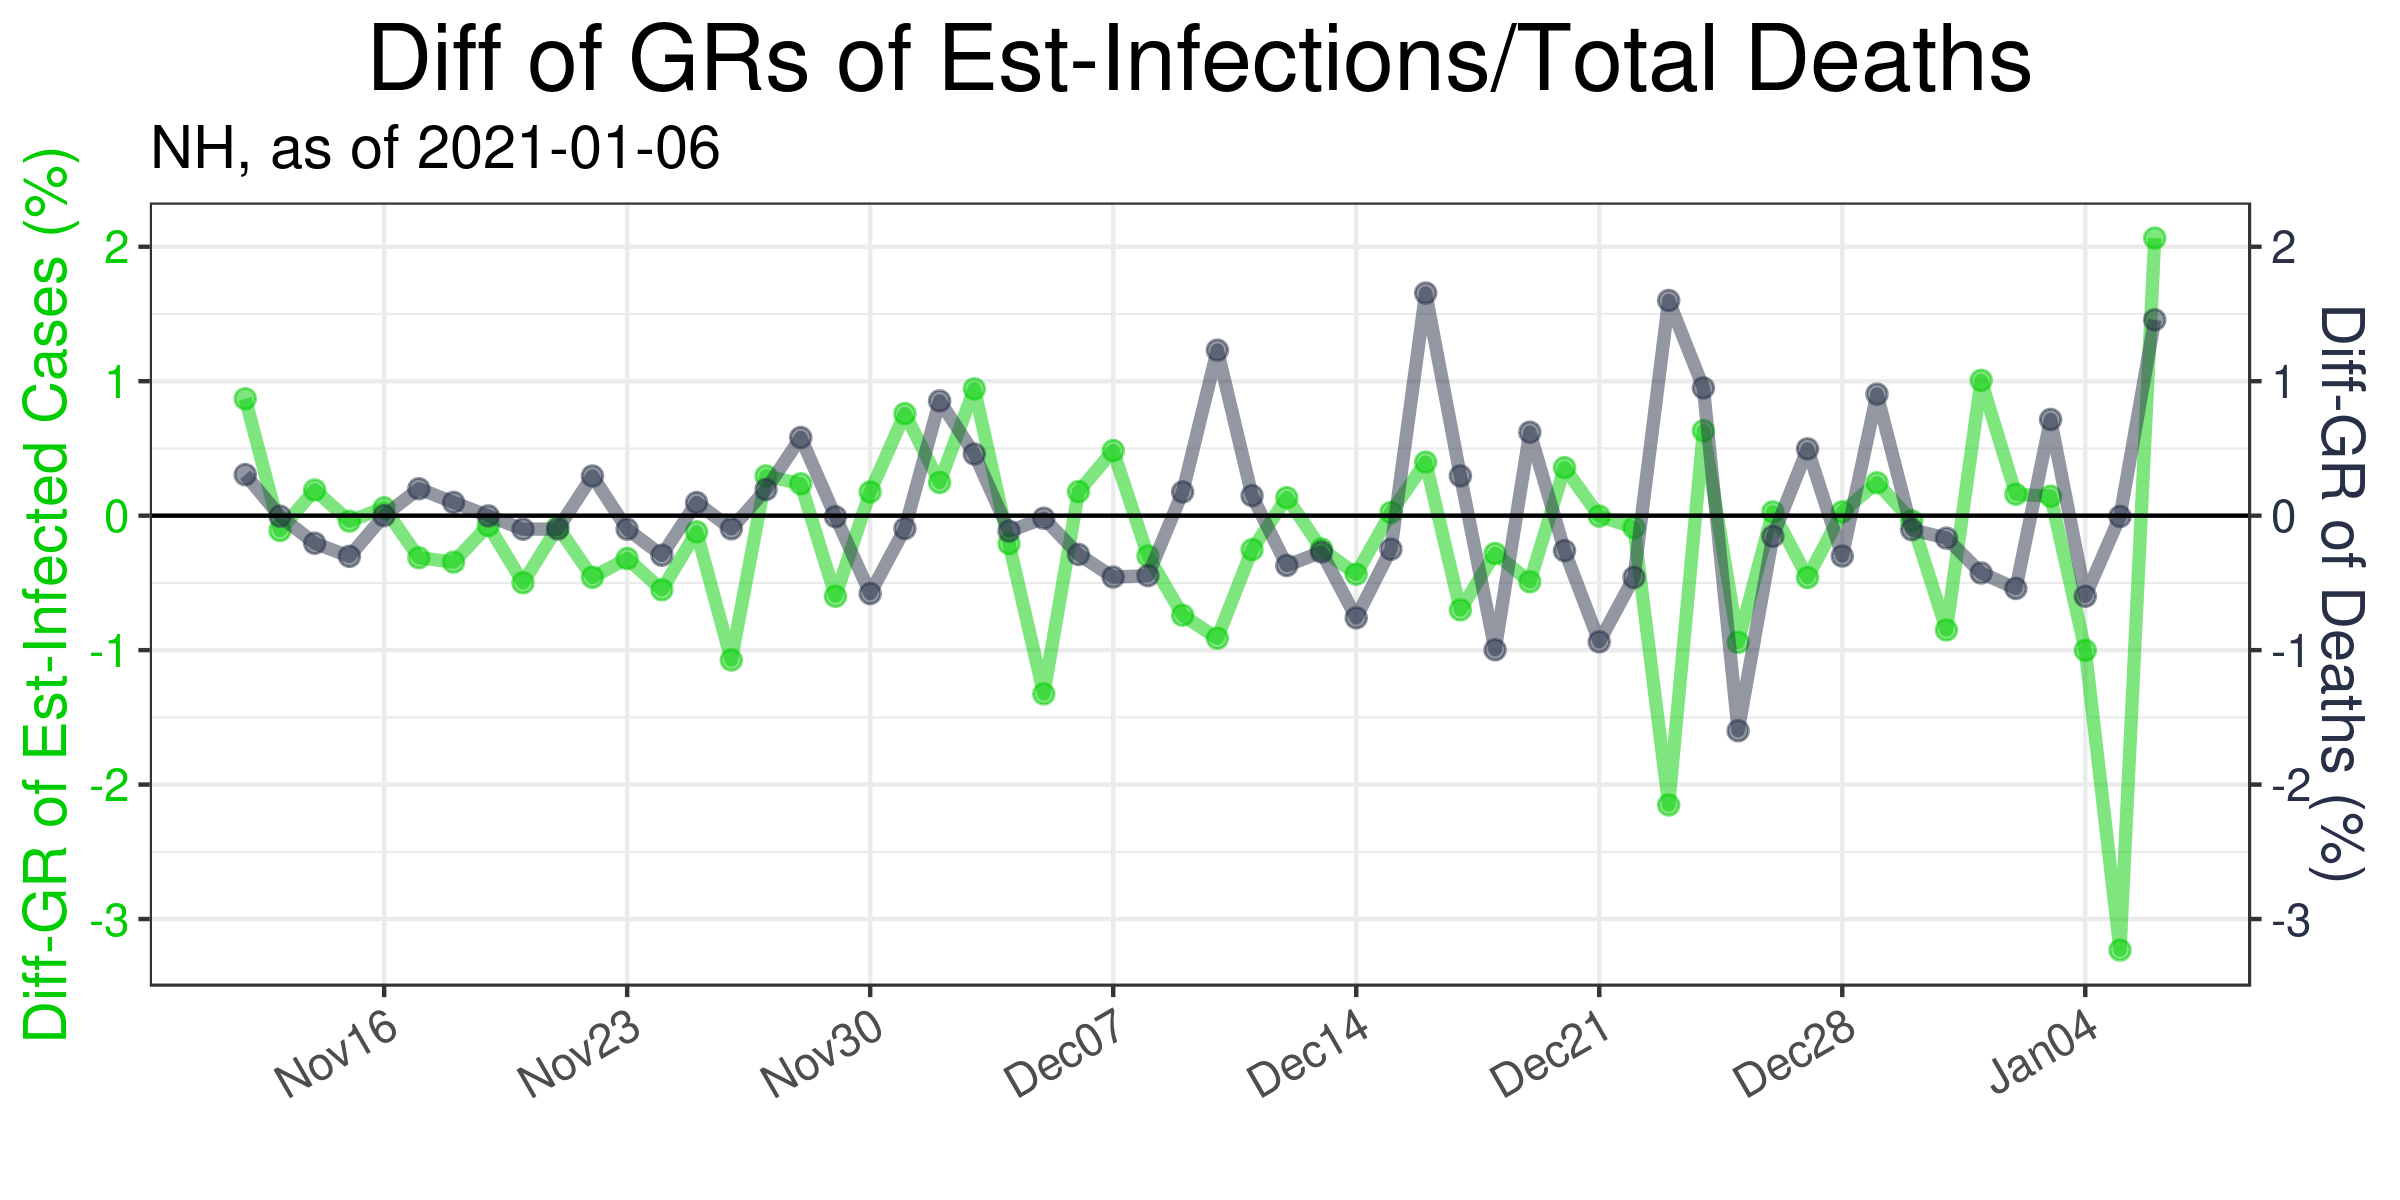 Diff of GRs of Est-Infections/Total Deaths
NH, as of 2021-01-06
Diff-GR of Est-Infected Cases (%)
2
1
0
-1
-2
-3
2
1
0
-1
-2
-3
Diff-GR of Deaths (%)
Nov16
Nov23
Nov30
Dec07
Dec14
Dec21
Dec28
Jan04